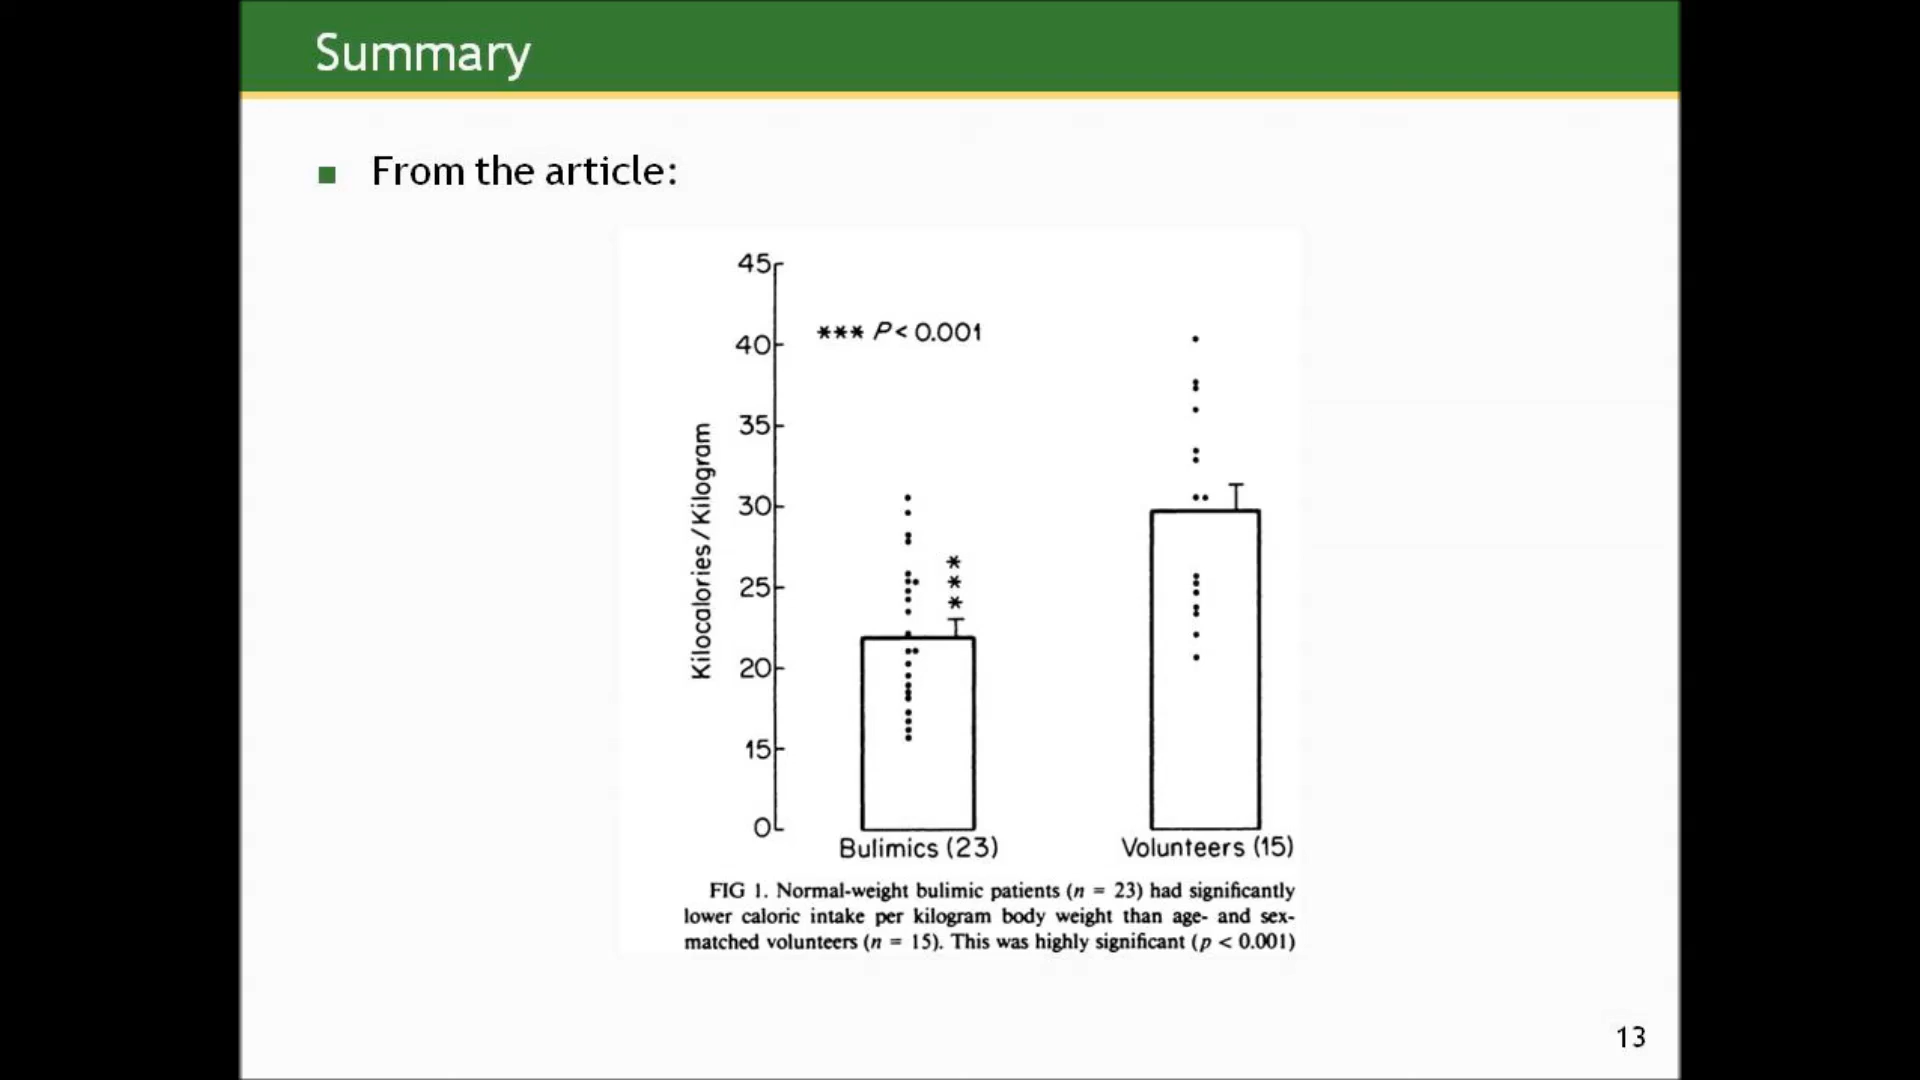 Summary
From the article:
45
*** P< 0.001
40
35
30
25
20
15
0
Kilocalories/Kilogram
***
Bulimics (23)
Volunteers (15)
FIG 1. Normal-weight bulimic patients (n = 23) had significantly
lower caloric intake per kilogram body weight than age- and sex-
matched volunteers (n = 15). This was highly significant (p < 0.001)
13